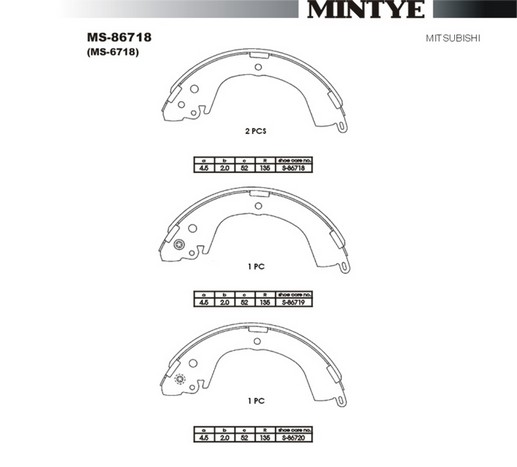 MINTYE
MS-86718
MITSUBISHI
(MS-6718)
2 PCS
a b c R shoe core no.
4.5 2.0 52 135 S-86718
1 PC
a b c R shoe core no.
4.5 2.0 52 135 S-86719
1 PC
a b c R shoe core no.
4.5 2.0 52 135 S-86720